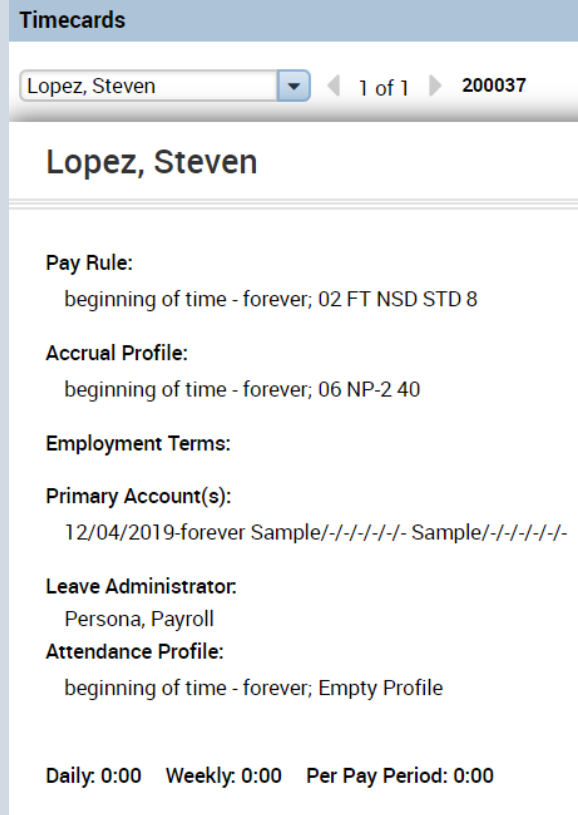 Timecards
Lopez, Steven 1 of 1 200037
Lopez, Steven
Pay Rule:
beginning of time - forever; 02 FT NSD STD 8
Accrual Profile:
beginning of time - forever; 06 NP-2 40
Employment Terms:
Primary Account(s):
12/04/2019-forever Sample/-/-/-/-/-/- Sample/-/-/-/-/-/-
Leave Administrator:
Persona, Payroll
Attendance Profile:
beginning of time - forever; Empty Profile
Daily: 0:00 Weekly: 0:00 Per Pay Period: 0:00